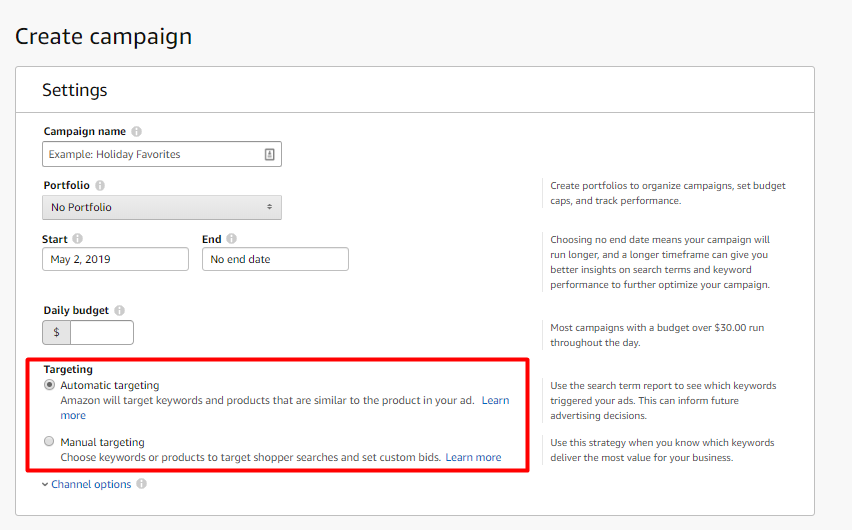 Create campaign
Settings
Campaign name
Example: Holiday Favorites
Portfolio
No Portfolio
Create portfolios to organize campaigns, set budget
caps, and track performance.
Start
End
May 2, 2019
No end date
Choosing no end date means your campaign will
run longer, and a longer timeframe can give you
better insights on search terms and keyword
performance to further optimize your campaign.
Daily budget
$
Most campaigns with a budget over $30.00 run
throughout the day.
Targeting
Automatic targeting
Amazon will target keywords and products that are similar to the product in your ad. Learn
more
Use the search term report to see which keywords
triggered your ads. This can inform future
advertising decisions.
Manual targeting
Choose keywords or products to target shopper searches and set custom bids. Learn more
Use this strategy when you know which keywords
deliver the most value for your business.
Channel options